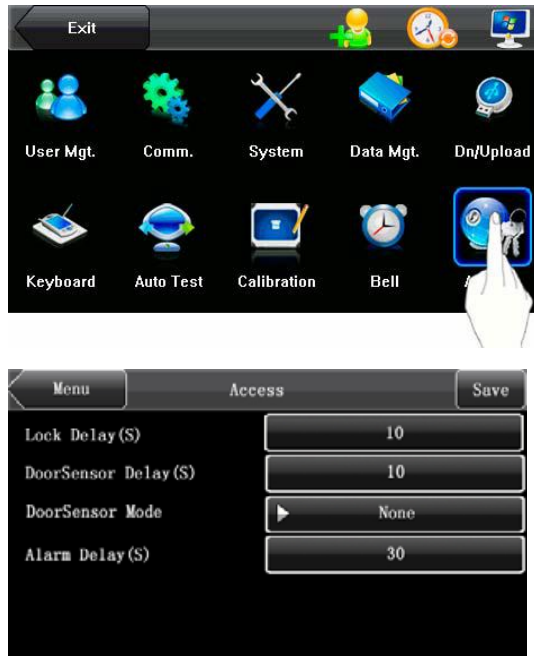 Exit
User Mgt. Comm. System Data Mgt. Dn/Upload
Keyboard Auto Test Calibration Bell
Menu Access Save
Lock Delay(S) 10
DoorSensor Delay(S) 10
DoorSensor Mode None
Alarm Delay(S) 30